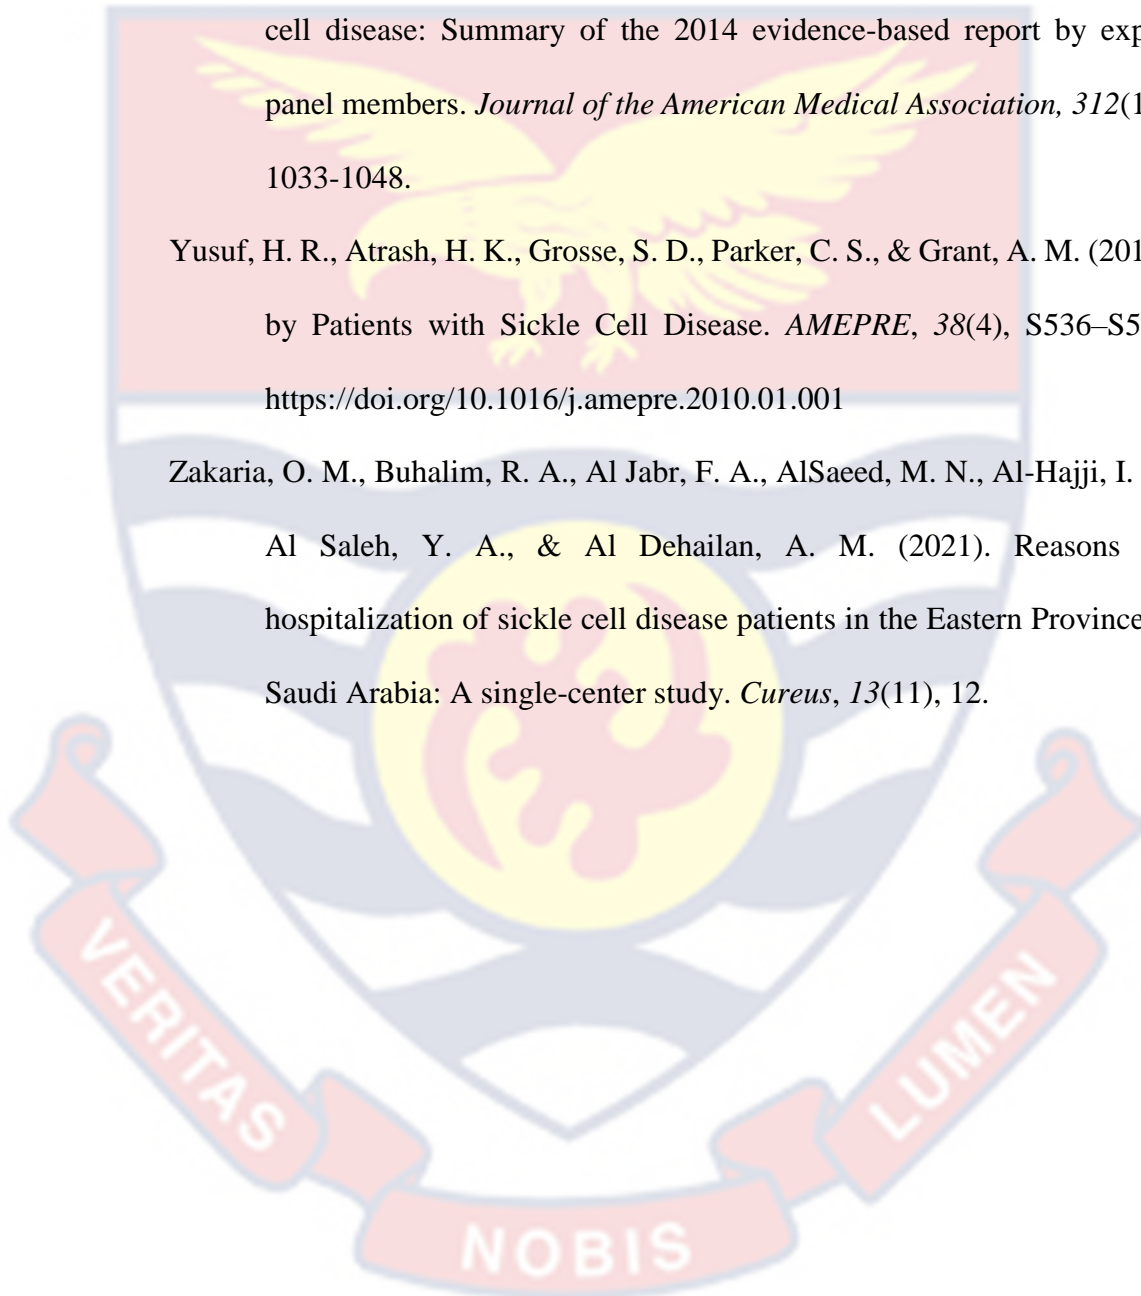 cell disease: Summary of the 2014 evidence-based report by exp
panel members. Journal of the American Medical Association, 312(1
1033-1048.
Yusuf, H. R., Atrash, H. K., Grosse, S. D., Parker, C. S., & Grant, A. M. (201
by Patients with Sickle Cell Disease. AMEPRE, 38(4), S536–S5
https://doi.org/10.1016/j.amepre.2010.01.001
Zakaria, O. M., Buhalim, R. A., Al Jabr, F. A., AlSaeed, M. N., Al-Hajji, I.
Al Saleh, Y. A., & Al Dehailan, A. M. (2021). Reasons
hospitalization of sickle cell disease patients in the Eastern Province
Saudi Arabia: A single-center study. Cureus, 13(11), 12.
VERITAS
NOBIS
LUMEN